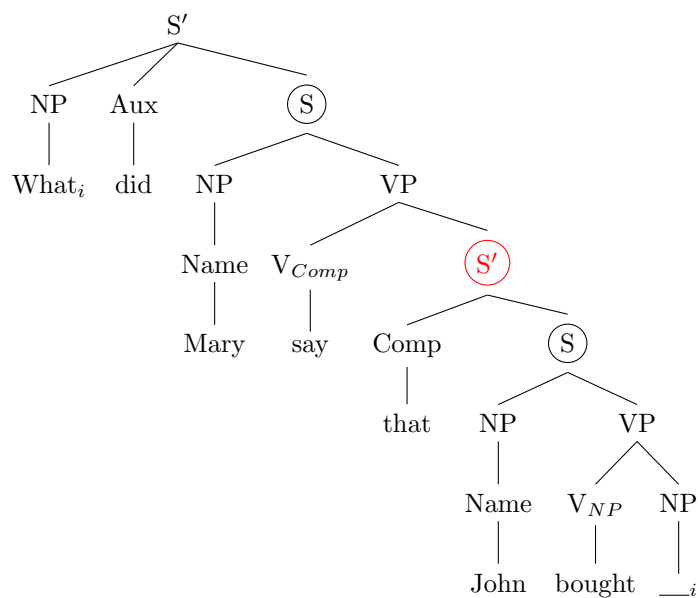 S′
NP Aux S
What_i did NP VP
Name V_Comp S′
Mary say Comp S
that NP VP
Name V_NP NP
John bought __i